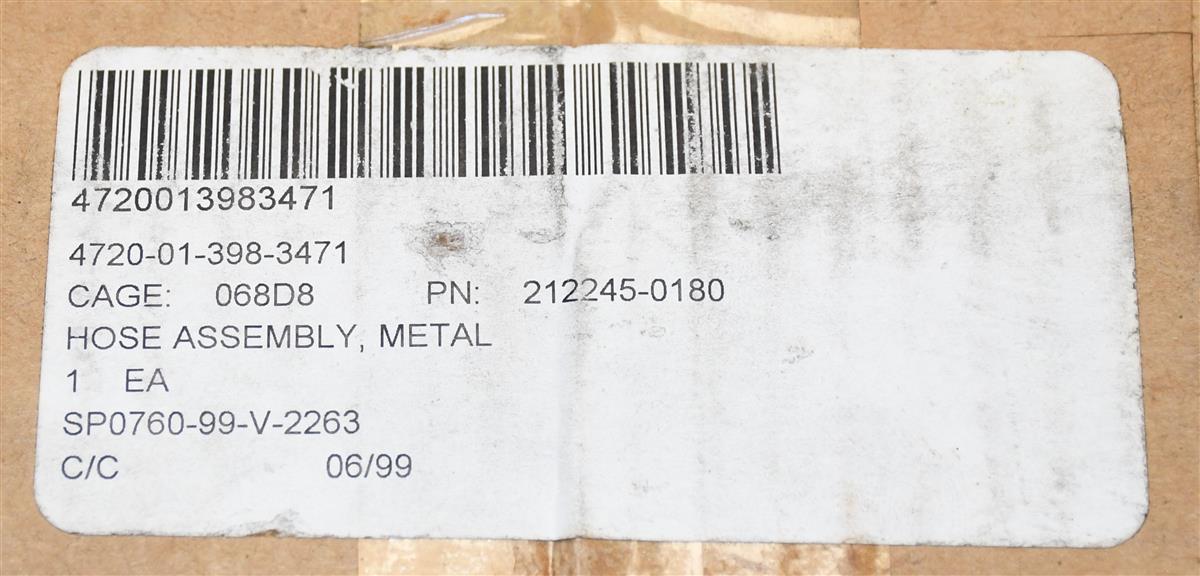 4720013983471
4720-01-398-3471
CAGE: 068D8 PN: 212245-0180
HOSE ASSEMBLY, METAL
1 EA
SP0760-99-V-2263
C/C 06/99